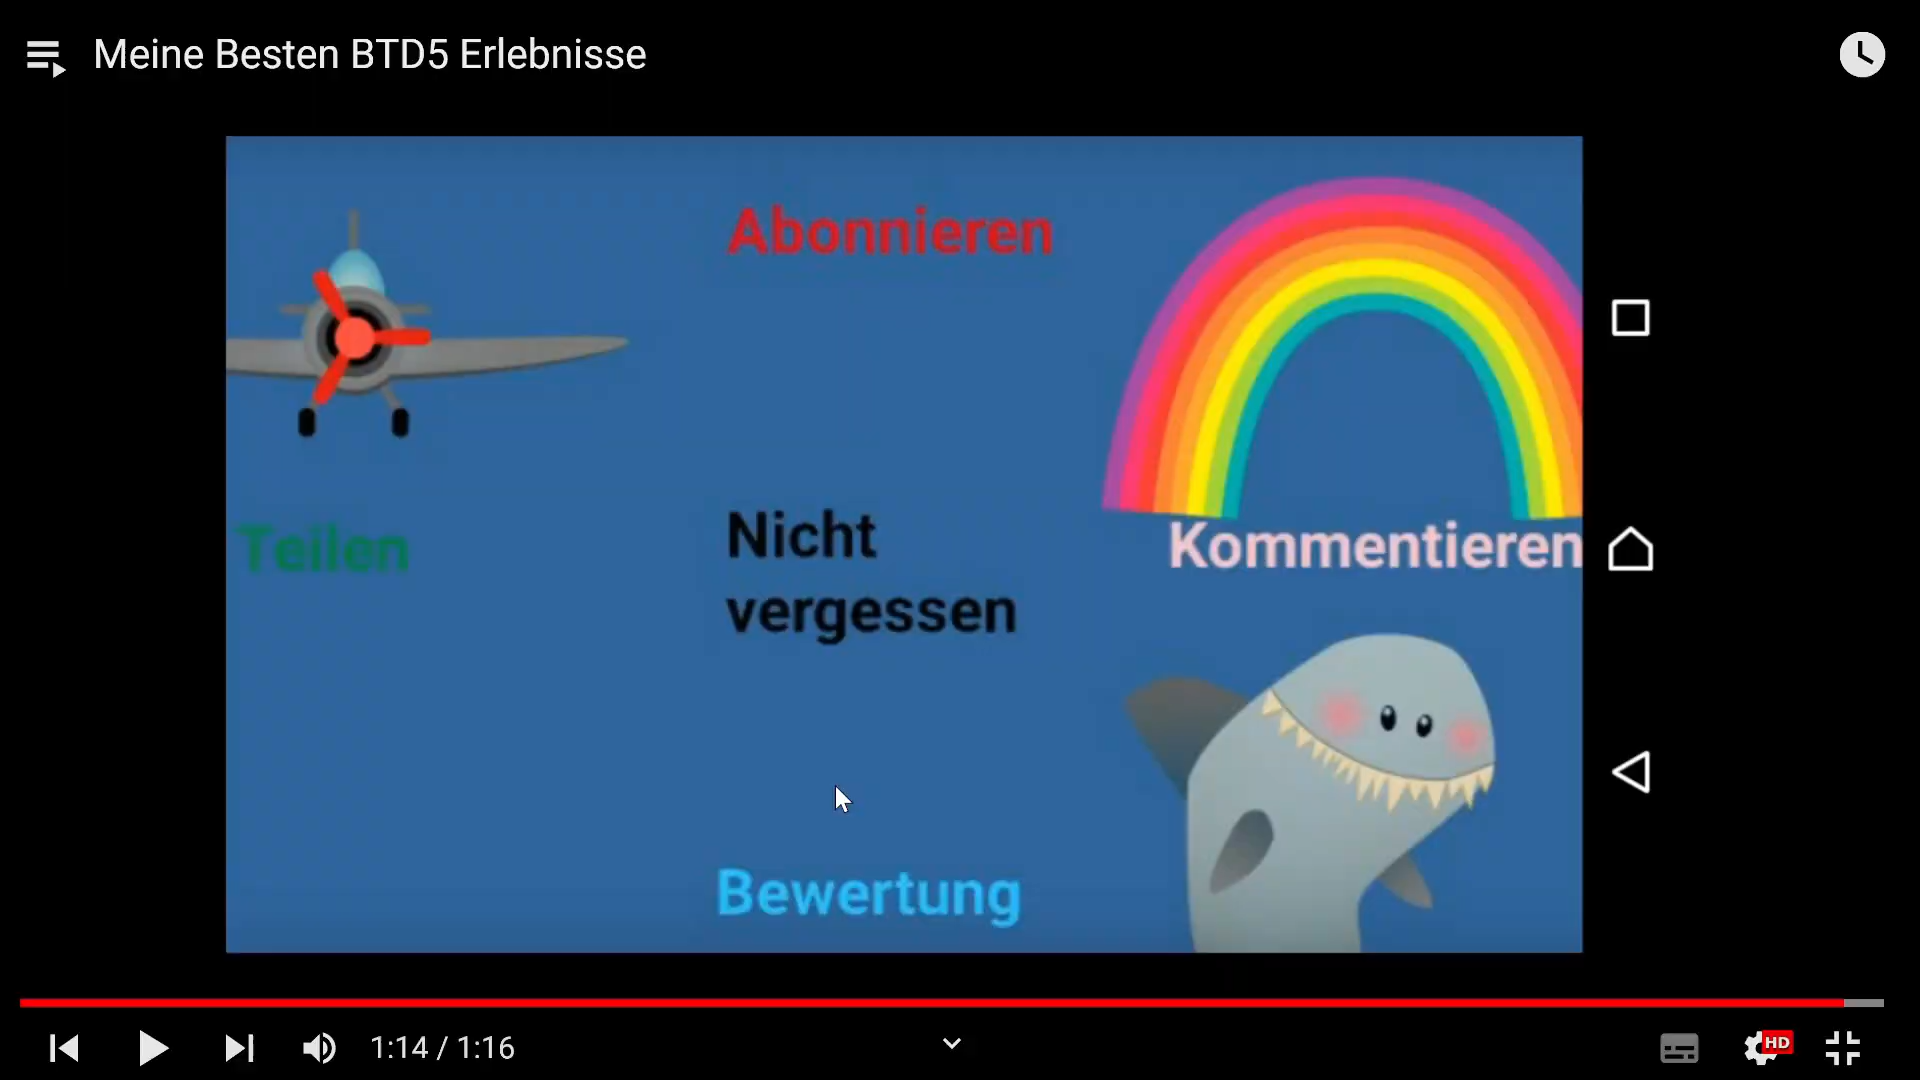 Meine Besten BTD5 Erlebnisse
Abonnieren
Teilen
Nicht
vergessen
Kommentieren
Bewertung
1:14 / 1:16
HD